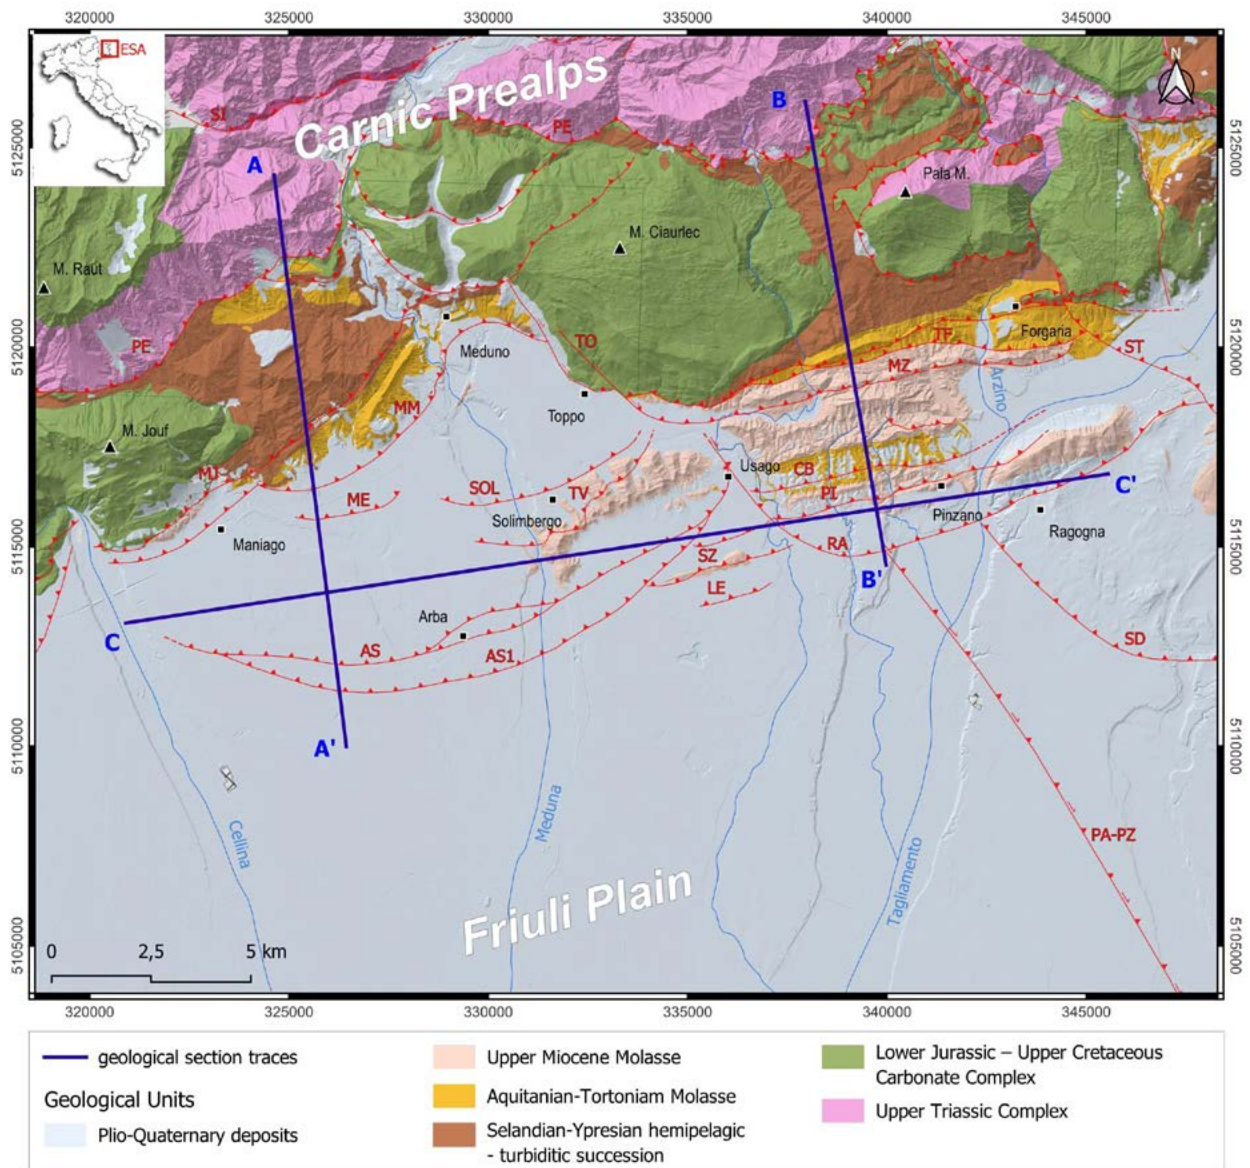 320000 325000 330000 335000 340000 345000
ESA
N
Carnic Prealps
SI
PE
B
A
5125000
5125000
Pala M.
M. Ciaurlec
M. Raut
PE
Meduno
TO
Forgaria
TF
ST
MZ
Arzino
5120000
5120000
MM
Toppo
M. Jouf
MJ
Usago
CB
ME
SOL
TV
PI
C'
Solimbergo
Pinzano
Maniago
Ragogna
RA
5115000
5115000
SZ
B'
LE
C
Arba
AS
AS1
SD
A'
5110000
5110000
Cellina
Meduna
PA-PZ
Tagliamento
Friuli Plain
0 2,5 5 km
5105000
5105000
320000 325000 330000 335000 340000 345000
geological section traces
Geological Units
Plio-Quaternary deposits
Upper Miocene Molasse
Aquitanian-Tortoniam Molasse
Selandian-Ypresian hemipelagic
- turbiditic succession
Lower Jurassic – Upper Cretaceous
Carbonate Complex
Upper Triassic Complex